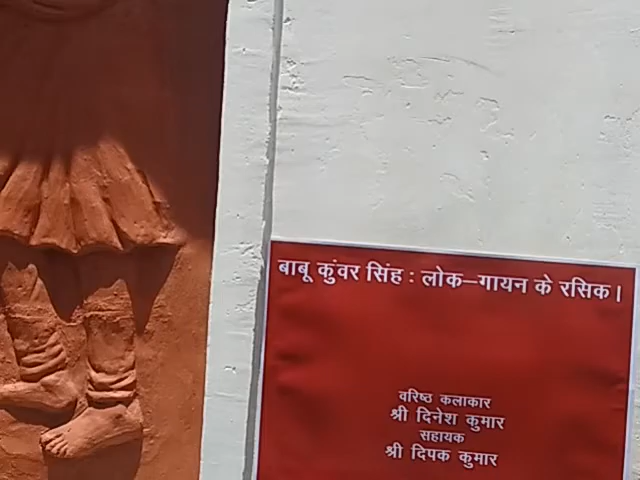 बाबू कुंवर सिंह : लोक–गायन के रसिक।
वरिष्ठ कलाकार
श्री दिनेश कुमार
सहायक
श्री दिपक कुमार